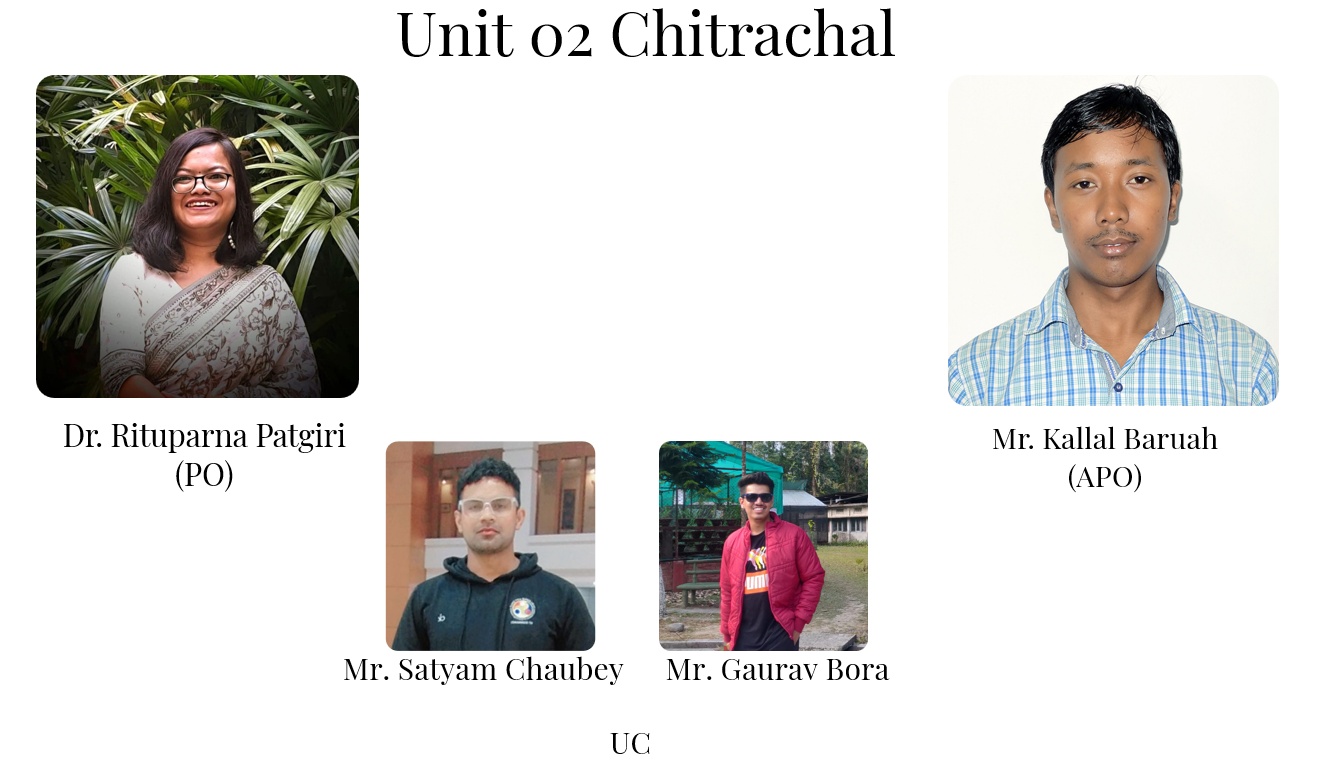 Unit 02 Chitrachal
Dr. Rituparna Patgiri
(PO)
Mr. Kallal Baruah
(APO)
Mr. Satyam Chaubey
Mr. Gaurav Bora
UC